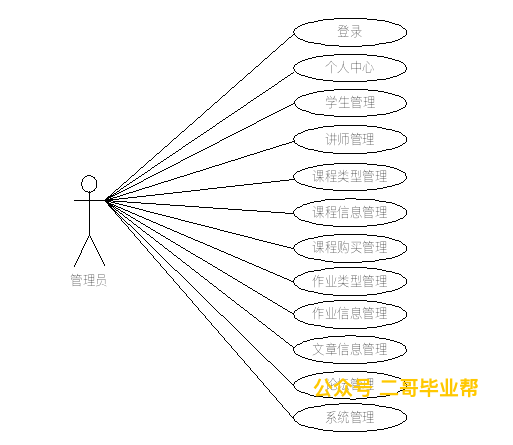 登录
个人中心
学生管理
讲师管理
课程类型管理
课程信息管理
课程购买管理
作业类型管理
管理员
作业信息管理
文章信息管理
公众号 二哥毕业帮
系统管理